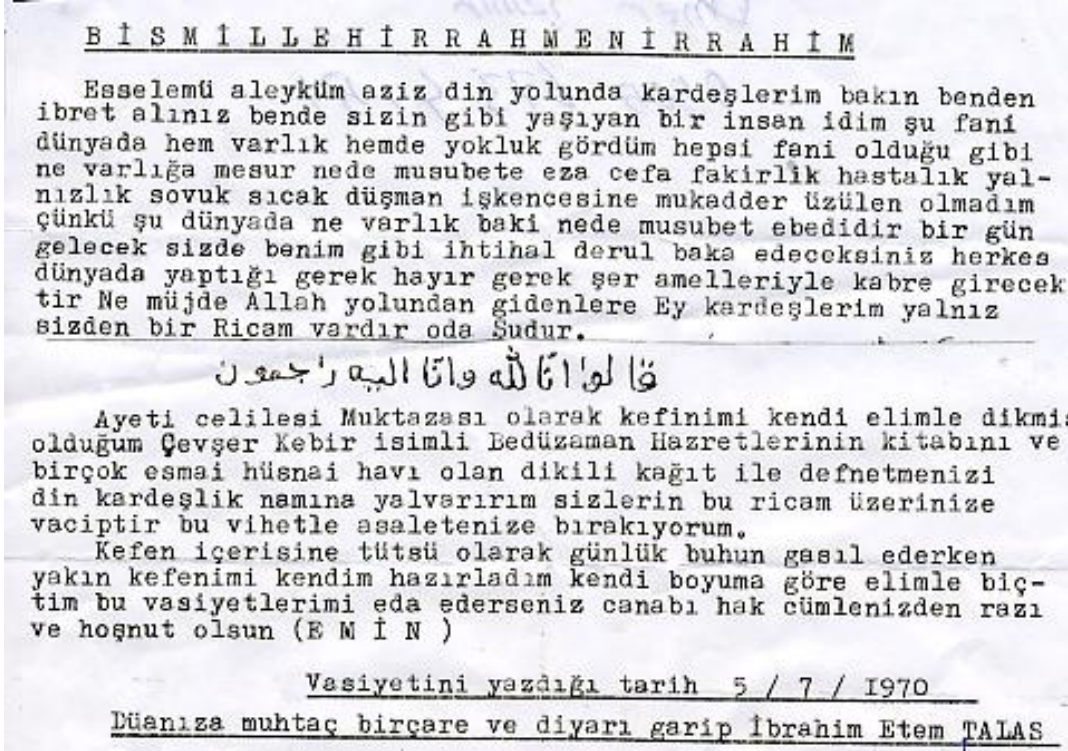 BİSMİLLEHİRRAHMENİRRAHİM
Esselemü aleyküm aziz din yolunda kardeşlerim bakın benden
ibret alınız bende sizin gibi yaşıyan bir insan idim şu fani
dünyada hem varlık hemde yokluk gördüm hepsi fani olduğu gibi
ne varlığa mesur nede musubete eza cefa fakirlik hastalık yal-
nızlık sovuk sıcak düşman işkencesine mukadder üzülen olmadım
çünkü şu dünyada ne varlık baki nede musubet ebedidir bir gün
gelecek sizde benim gibi ihtihal derul baka edeceksiniz herkes
dünyada yaptığı gerek hayır gerek şer amelleriyle kabre girecek
tir Ne müjde Allah yolundan gidenlere Ey kardeşlerim yalnız
sizden bir Ricam vardır oda Şudur.
قالوا انا لله وانا اليه راجعون
Ayeti celilesi Muktazası olarak kefinimi kendi elimle dikmiş
olduğum Çevşer Kebir isimli Bedüzaman Hazretlerinin kitabını ve
birçok esmai hüsnai havı olan dikili kağıt ile defnetmenizi
din kardeşlik namına yalvarırım sizlerin bu ricam üzerinize
vaciptir bu vihetle asaletenize bırakıyorum.
Kefen içerisine tütsü olarak günlük buhun gasıl ederken
yakın kefenimi kendim hazırladım kendi boyuma göre elimle biç-
tim bu vasiyetlerimi eda ederseniz canabı hak cümlenizden razı
ve hoşnut olsun (E M İ N )
Vasiyetini yazdığı tarih 5 / 7 / I970
Düanıza muhtaç birçare ve diyarı garip İbrahim Etem TALAS